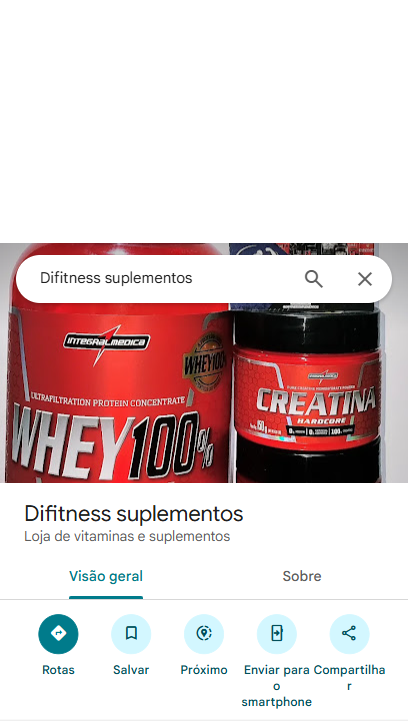 Difitness suplementos
INTEGRALMEDICA
WHEY100%
ULTRAFILTRATION PROTEIN CONCENTRATE
WHEY100%
CREATINA
HARDCORE
Difitness suplementos
Loja de vitaminas e suplementos
Visão geral
Sobre
Rotas
Salvar
Próximo
Enviar para
o
smartphone
Compartilha
r